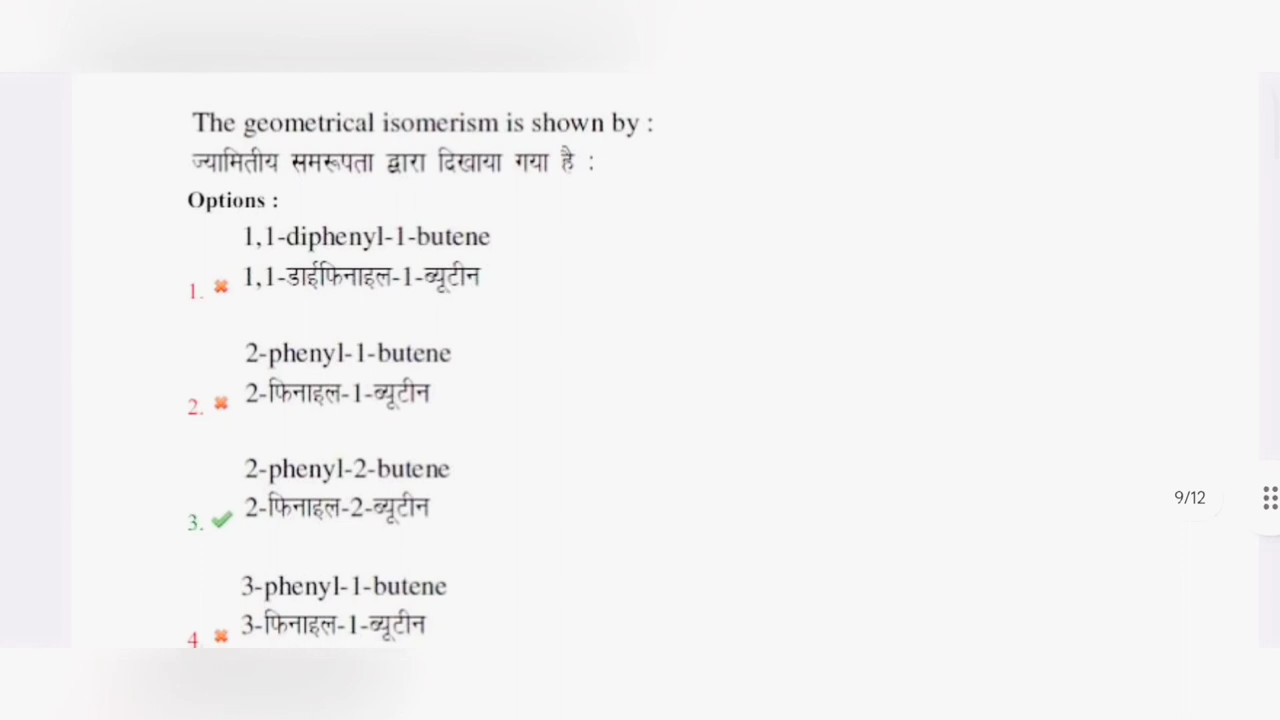 The geometrical isomerism is shown by :
ज्यामितीय समरूपता द्वारा दिखाया गया है :
Options :
1,1-diphenyl-1-butene
1. 1,1-डाईफिनाइल-1-ब्यूटीन
2-phenyl-1-butene
2. 2-फिनाइल-1-ब्यूटीन
2-phenyl-2-butene
3. 2-फिनाइल-2-ब्यूटीन
9/12
3-phenyl-1-butene
4. 3-फिनाइल-1-ब्यूटीन